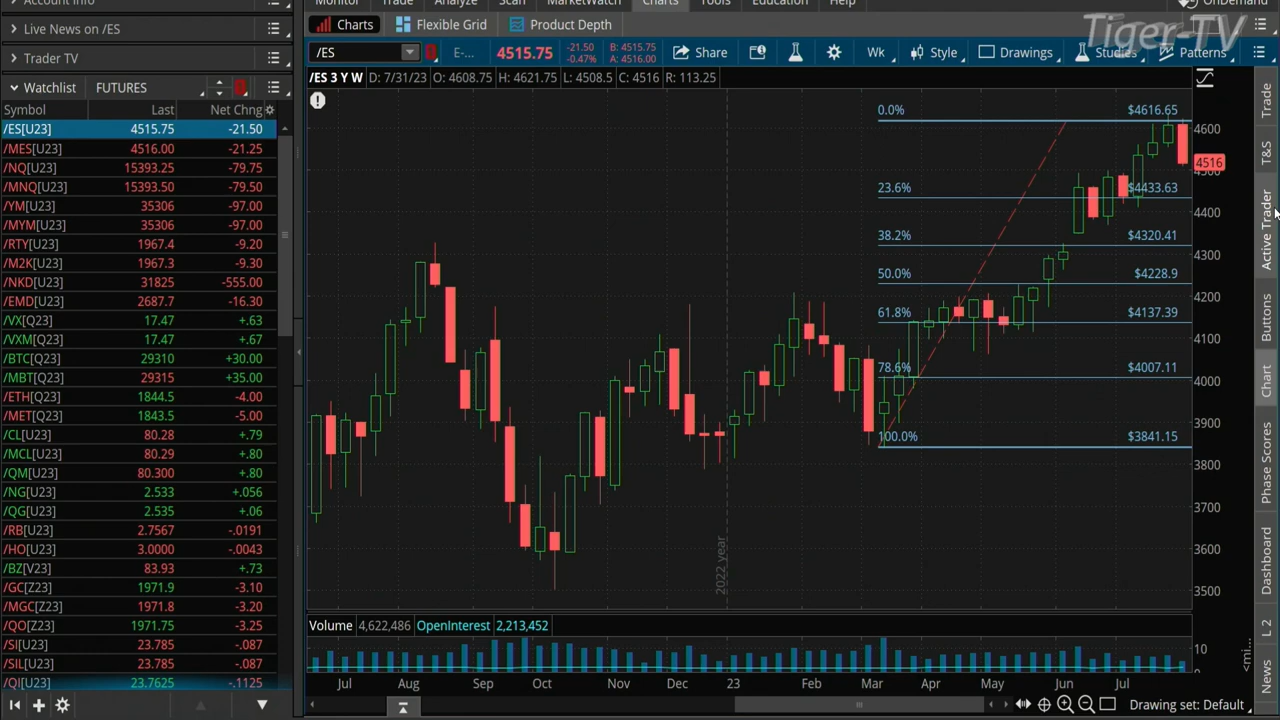 Account Info
Monitor Trade Analyze Scan MarketWatch Charts Tools Education Help
OnDemand
Live News on /ES
Charts Flexible Grid Product Depth
Tiger-TV
Trader TV
/ES E-... 4515.75 -21.50 -0.47% B: 4515.75 A: 4516.00 Share Wk Style Drawings Studies Patterns
Watchlist FUTURES
/ES 3 Y W D: 7/31/23 O: 4608.75 H: 4621.75 L: 4508.5 C: 4516 R: 113.25
Symbol Last Net Chng
/ES[U23] 4515.75 -21.50
/MES[U23] 4516.00 -21.25
/NQ[U23] 15393.25 -79.75
/MNQ[U23] 15393.50 -79.75
/YM[U23] 35306 -97.00
/MYM[U23] 35306 -97.00
/RTY[U23] 1967.4 -9.20
/M2K[U23] 1967.3 -9.30
/NKD[U23] 31825 -555.00
/EMD[U23] 2687.7 -16.30
/VX[Q23] 17.47 +.63
/VXM[Q23] 17.47 +.67
/BTC[Q23] 29310 +30.00
/MBT[Q23] 29315 +35.00
/ETH[Q23] 1844.5 -4.00
/MET[Q23] 1843.5 -5.00
/CL[U23] 80.28 +.79
/MCL[U23] 80.29 +.80
/QM[U23] 80.300 +.80
/NG[U23] 2.533 +.056
/QG[U23] 2.535 +.06
/RB[U23] 2.7567 -.0191
/HO[U23] 3.0000 -.0043
/BZ[V23] 83.93 +.73
/GC[Z23] 1971.9 -3.10
/MGC[Z23] 1971.8 -3.20
/QO[Z23] 1971.75 -3.25
/SI[U23] 23.785 -.087
/SIL[U23] 23.785 -.087
/QI[U23] 23.7625 -.1125
0.0% $4616.65
23.6% $4433.63
38.2% $4320.41
50.0% $4228.9
61.8% $4137.39
78.6% $4007.11
100.0% $3841.15
4600
4516
4500
4400
4300
4200
4100
4000
3900
3800
3700
3600
3500
2022 year
Volume 4,622,486 OpenInterest 2,213,452
10
0
<mi...
Jul Aug Sep Oct Nov Dec 23 Feb Mar Apr May Jun Jul
Drawing set: Default
Trade
T&S
Active Trader
Buttons
Chart
Phase Scores
Dashboard
L 2
News